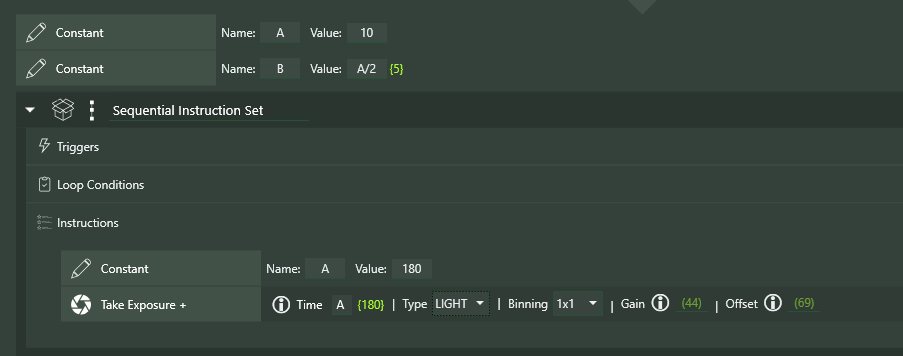 Constant Name: A Value: 10
Constant Name: B Value: A/2 {5}
Sequential Instruction Set
Triggers
Loop Conditions
Instructions
Constant Name: A Value: 180
Take Exposure + Time A {180} | Type LIGHT | Binning 1x1 | Gain (44) | Offset (69)